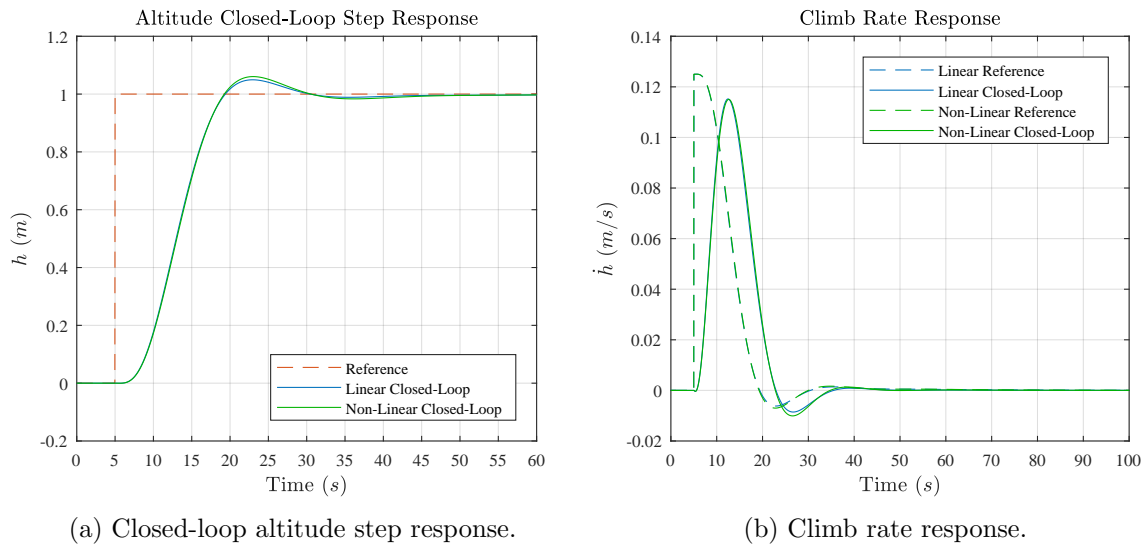 Altitude Closed-Loop Step Response
1.2
1
0.8
0.6
0.4
0.2
0
-0.2
h (m)
Reference
Linear Closed-Loop
Non-Linear Closed-Loop
0 5 10 15 20 25 30 35 40 45 50 55 60
Time (s)
(a) Closed-loop altitude step response.
Climb Rate Response
0.14
0.12
0.1
0.08
0.06
0.04
0.02
0
-0.02
ḣ (m/s)
Linear Reference
Linear Closed-Loop
Non-Linear Reference
Non-Linear Closed-Loop
0 10 20 30 40 50 60 70 80 90 100
Time (s)
(b) Climb rate response.